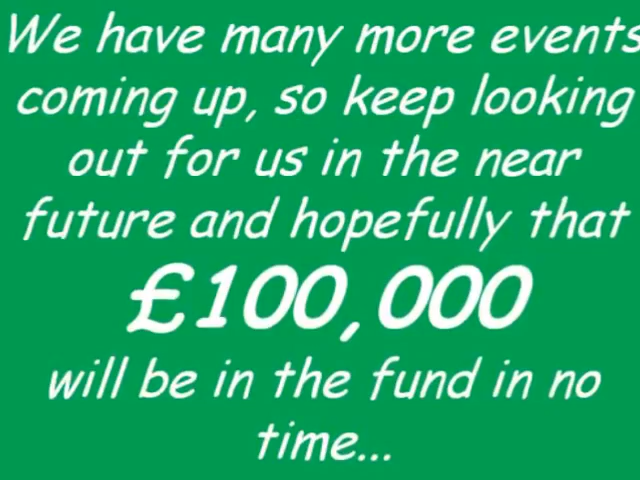 We have many more events
coming up, so keep looking
out for us in the near
future and hopefully that
£100,000
will be in the fund in no
time...